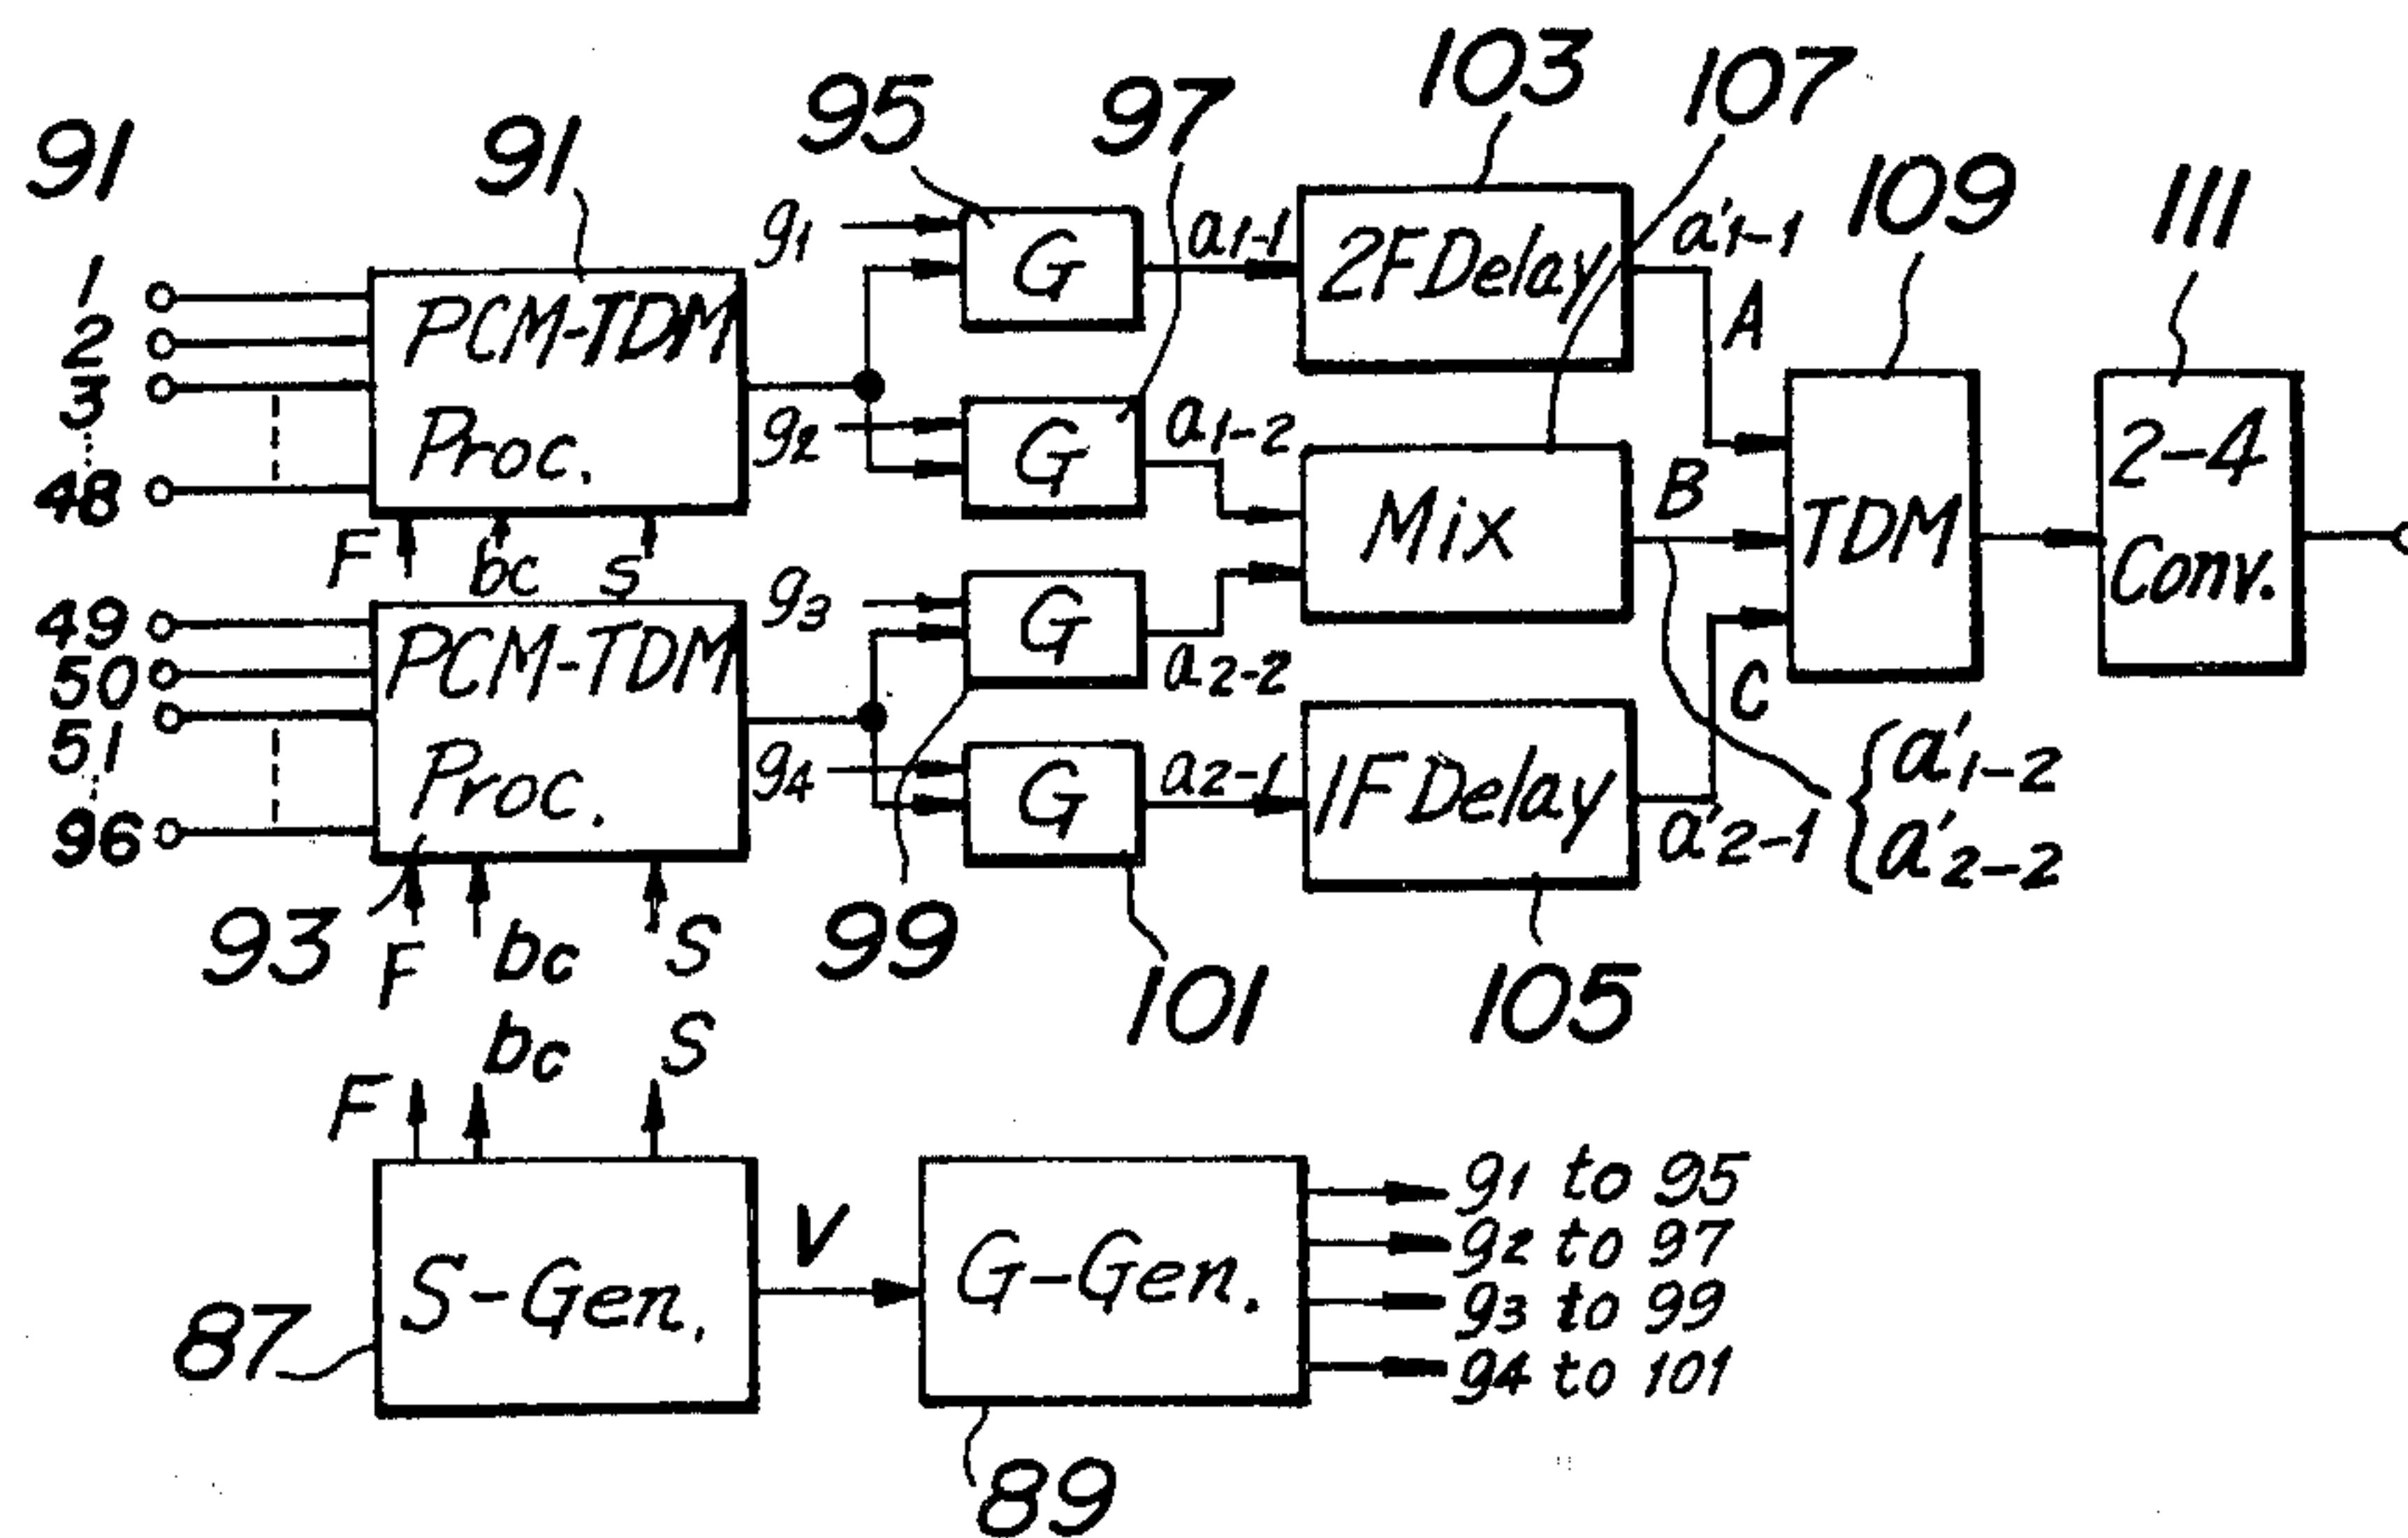 91
91
95
97
103
107
109
111
1
2
3
48
PCM-TDM
Proc.
F
bc
s
g1
g2
G
G
a1-1
a1-2
2F Delay
a'1-1
A
Mix
B
TDM
2-4
Conv.
49
50
51
96
PCM-TDM
Proc.
93
F
bc
S
g3
g4
G
G
a2-2
a2-1
99
101
1F Delay
105
C
a'2-1
a'1-2
a'2-2
F
bc
S
S-Gen.
87
V
G-Gen.
89
g1 to 95
g2 to 97
g3 to 99
g4 to 101